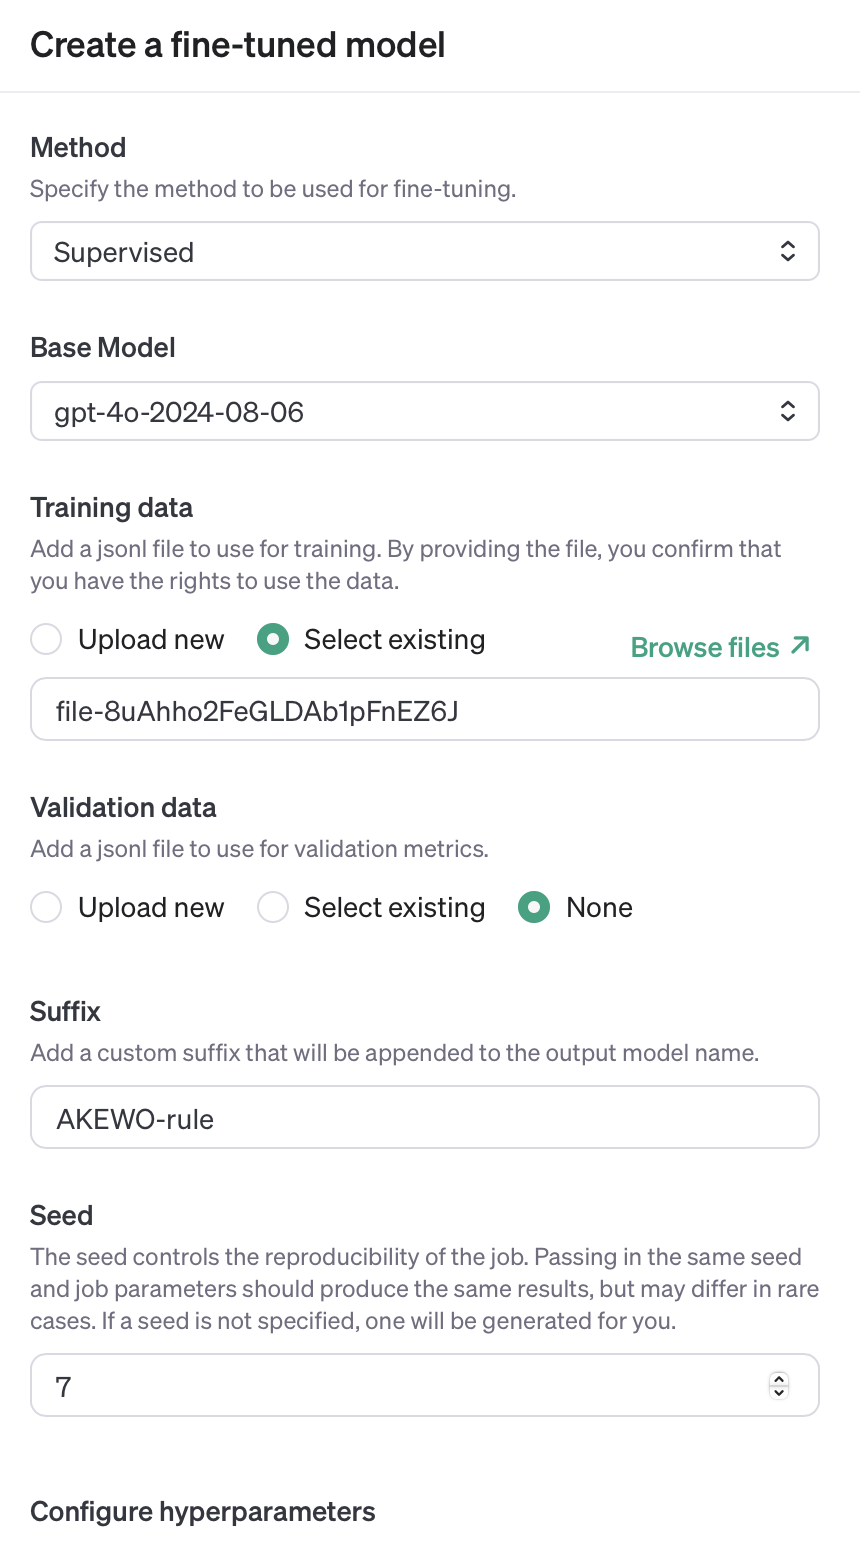 Create a fine-tuned model
Method
Specify the method to be used for fine-tuning.
Supervised
Base Model
gpt-4o-2024-08-06
Training data
Add a jsonl file to use for training. By providing the file, you confirm that
you have the rights to use the data.
Upload new Select existing Browse files
file-8uAhho2FeGLDAb1pFnEZ6J
Validation data
Add a jsonl file to use for validation metrics.
Upload new Select existing None
Suffix
Add a custom suffix that will be appended to the output model name.
AKEWO-rule
Seed
The seed controls the reproducibility of the job. Passing in the same seed
and job parameters should produce the same results, but may differ in rare
cases. If a seed is not specified, one will be generated for you.
7
Configure hyperparameters